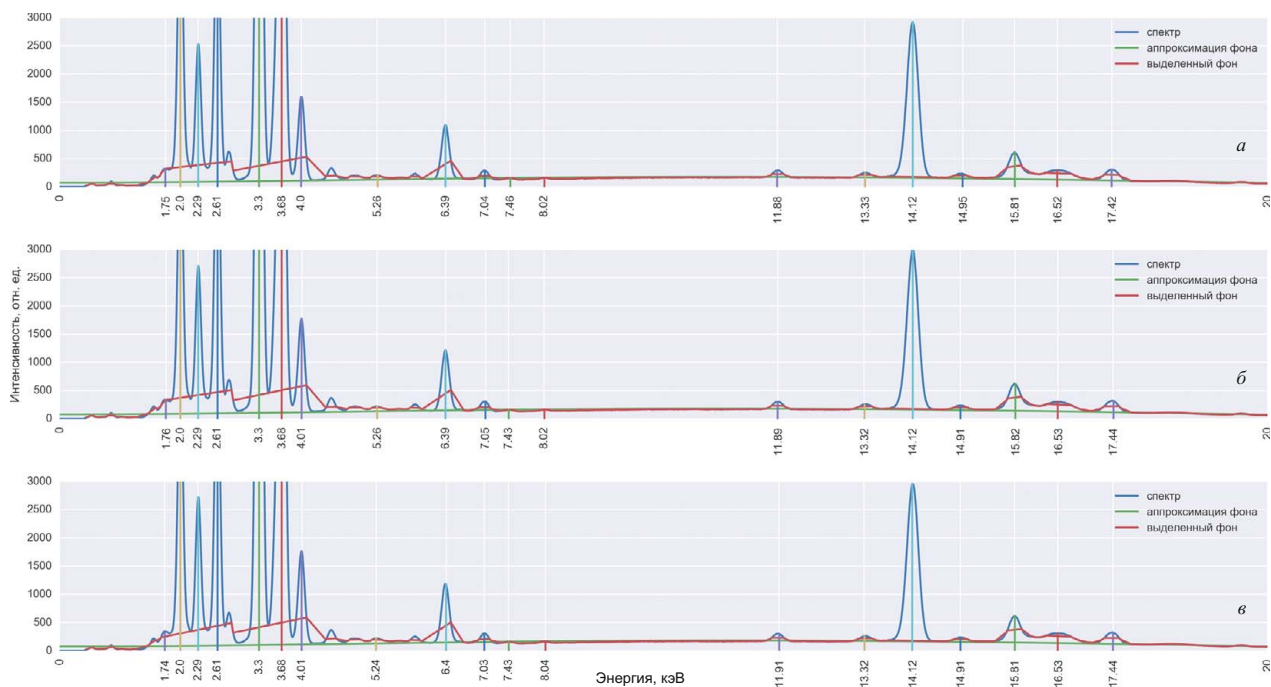 3000
2500
2000
1500
1000
500
0
спектр
аппроксимация фона
выделенный фон
а
0 1.75 2.0 2.29 2.61 3.3 3.68 4.0 5.26 6.39 7.04 7.46 8.02 11.88 13.33 14.12 14.95 15.81 16.52 17.42 20
Интенсивность, отн. ед.
3000
2500
2000
1500
1000
500
0
спектр
аппроксимация фона
выделенный фон
б
0 1.76 2.0 2.29 2.61 3.3 3.68 4.01 5.26 6.39 7.05 7.43 8.02 11.89 13.32 14.12 14.91 15.82 16.53 17.44 20
3000
2500
2000
1500
1000
500
0
спектр
аппроксимация фона
выделенный фон
в
0 1.74 2.0 2.29 2.61 3.3 3.68 4.01 5.24 6.4 7.03 7.43 8.04 11.91 13.32 14.12 14.91 15.81 16.53 17.44 20
Энергия, кэВ